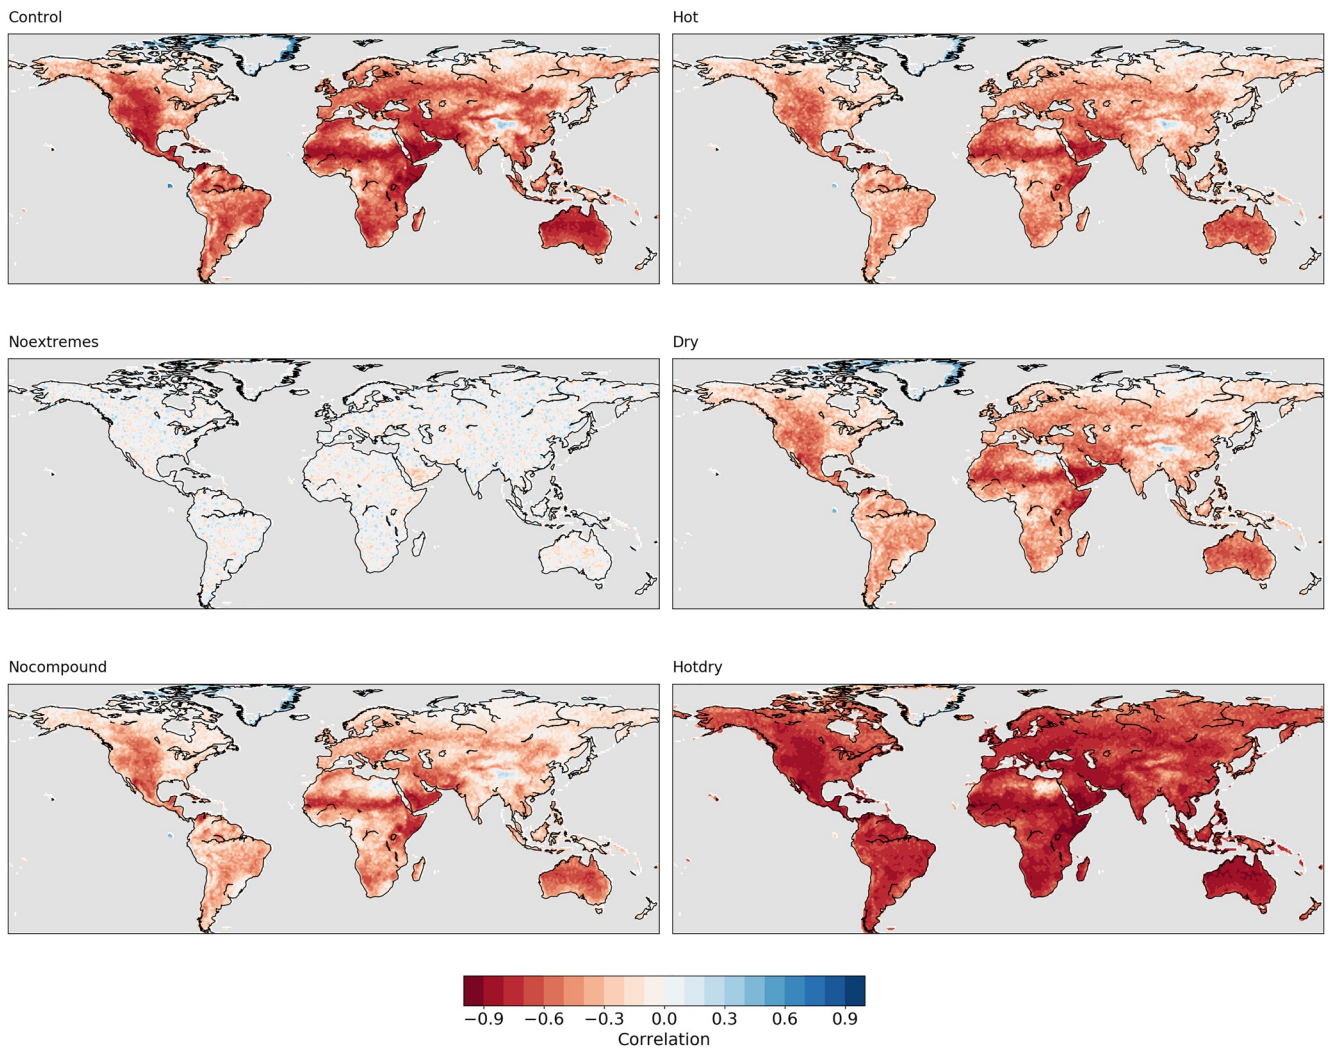 Control
Hot
Noextremes
Dry
Nocompound
Hotdry
−0.9 −0.6 −0.3 0.0 0.3 0.6 0.9
Correlation